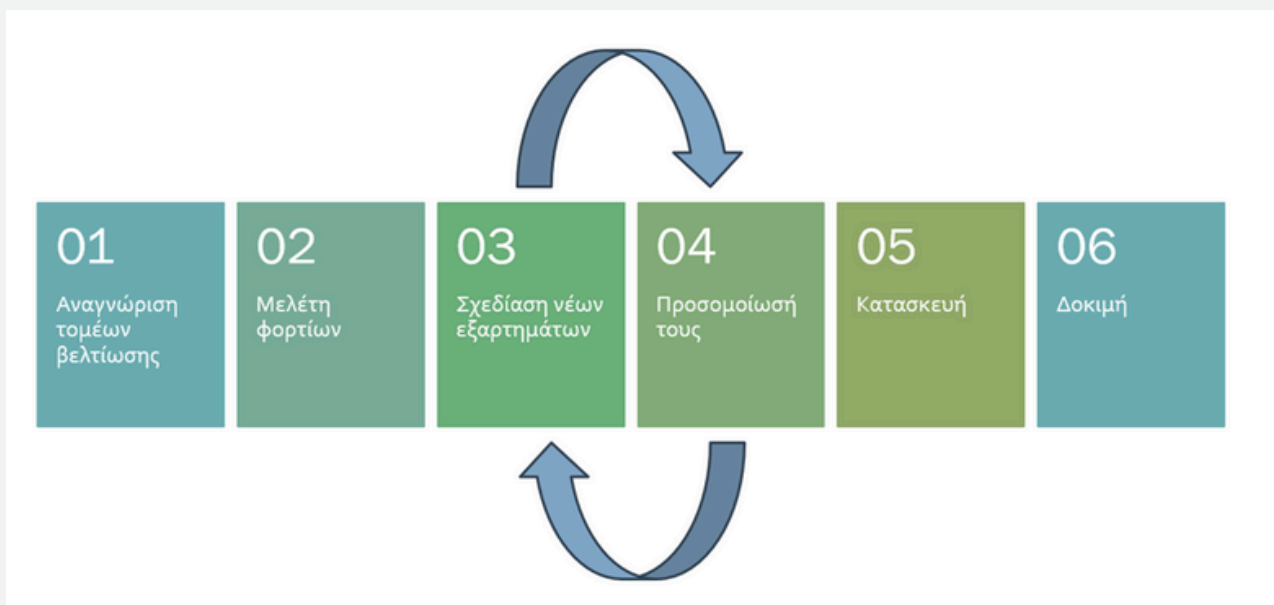 01
Αναγνώριση
τομέων
βελτίωσης
02
Μελέτη
φορτίων
03
Σχεδίαση νέων
εξαρτημάτων
04
Προσομοίωσή
τους
05
Κατασκευή
06
Δοκιμή